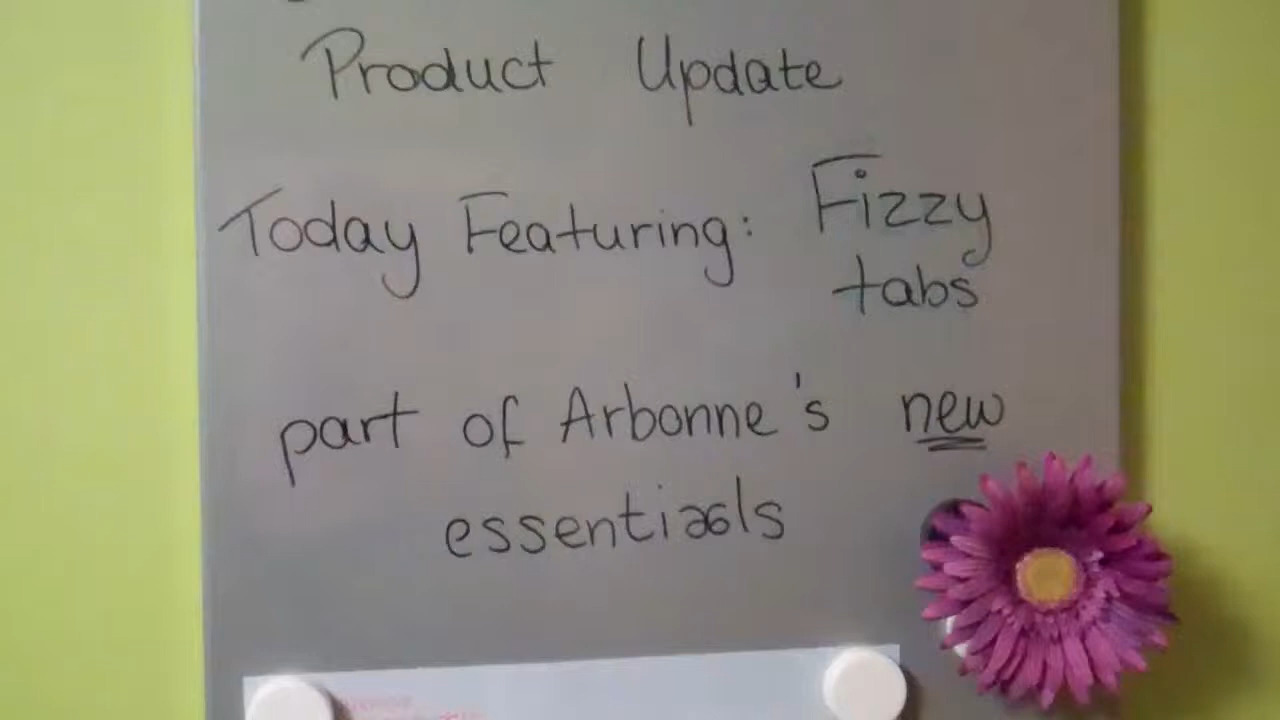 Product Update
Today Featuring: Fizzy
tabs
part of Arbonne's new
essentials